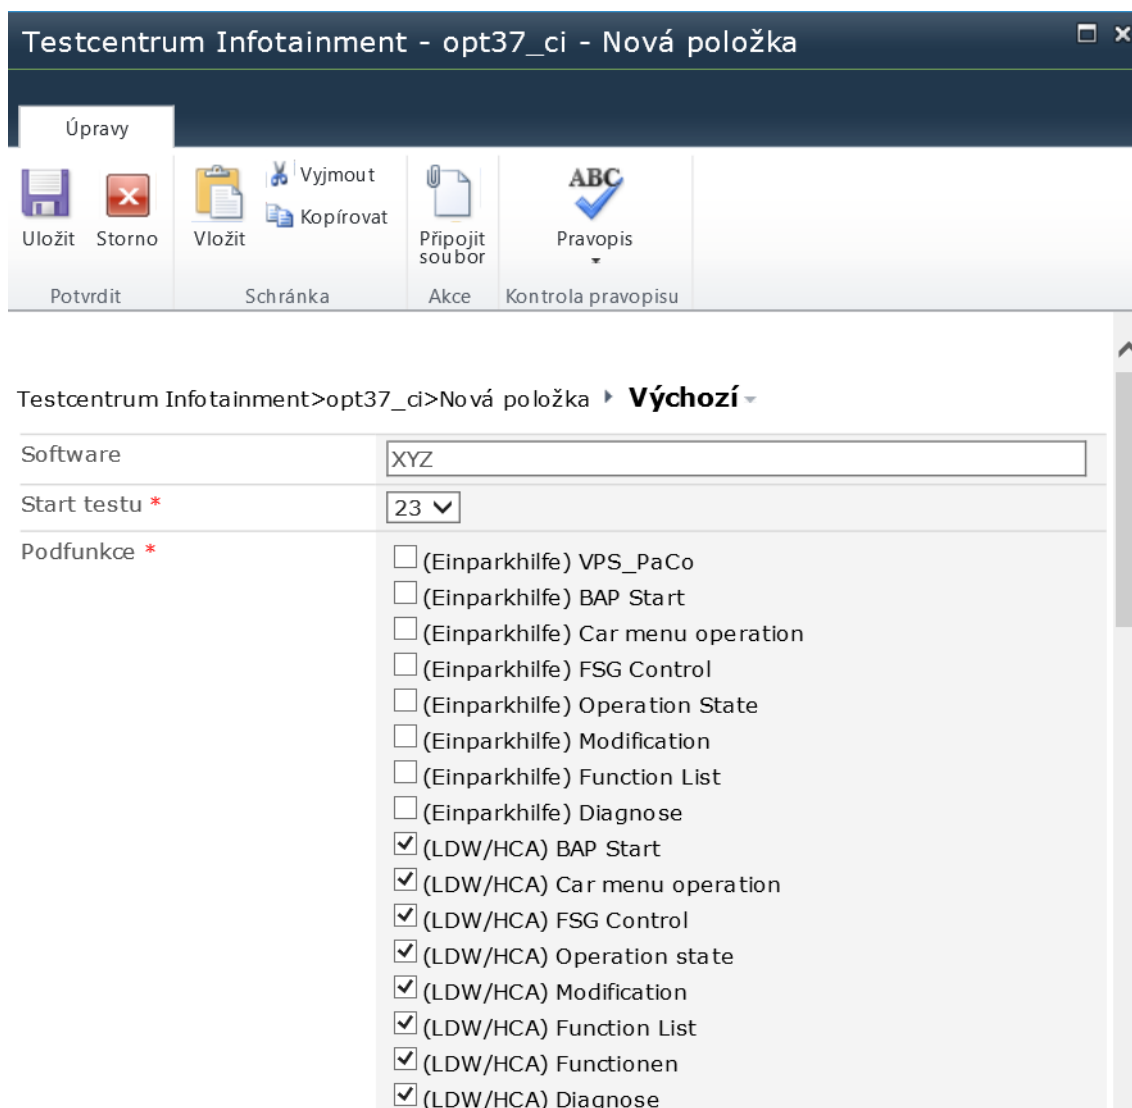 Testcentrum Infotainment - opt37_ci - Nová položka
Úpravy
Uložit
Storno
Vložit
Vyjmout
Kopírovat
Připojit
soubor
ABC
Pravopis
Potvrdit
Schránka
Akce
Kontrola pravopisu
Testcentrum Infotainment>opt37_ci>Nová položka Výchozí
Software XYZ
Start testu * 23
Podfunkce *
(Einparkhilfe) VPS_PaCo
(Einparkhilfe) BAP Start
(Einparkhilfe) Car menu operation
(Einparkhilfe) FSG Control
(Einparkhilfe) Operation State
(Einparkhilfe) Modification
(Einparkhilfe) Function List
(Einparkhilfe) Diagnose
(LDW/HCA) BAP Start
(LDW/HCA) Car menu operation
(LDW/HCA) FSG Control
(LDW/HCA) Operation state
(LDW/HCA) Modification
(LDW/HCA) Function List
(LDW/HCA) Functionen
(LDW/HCA) Diagnose